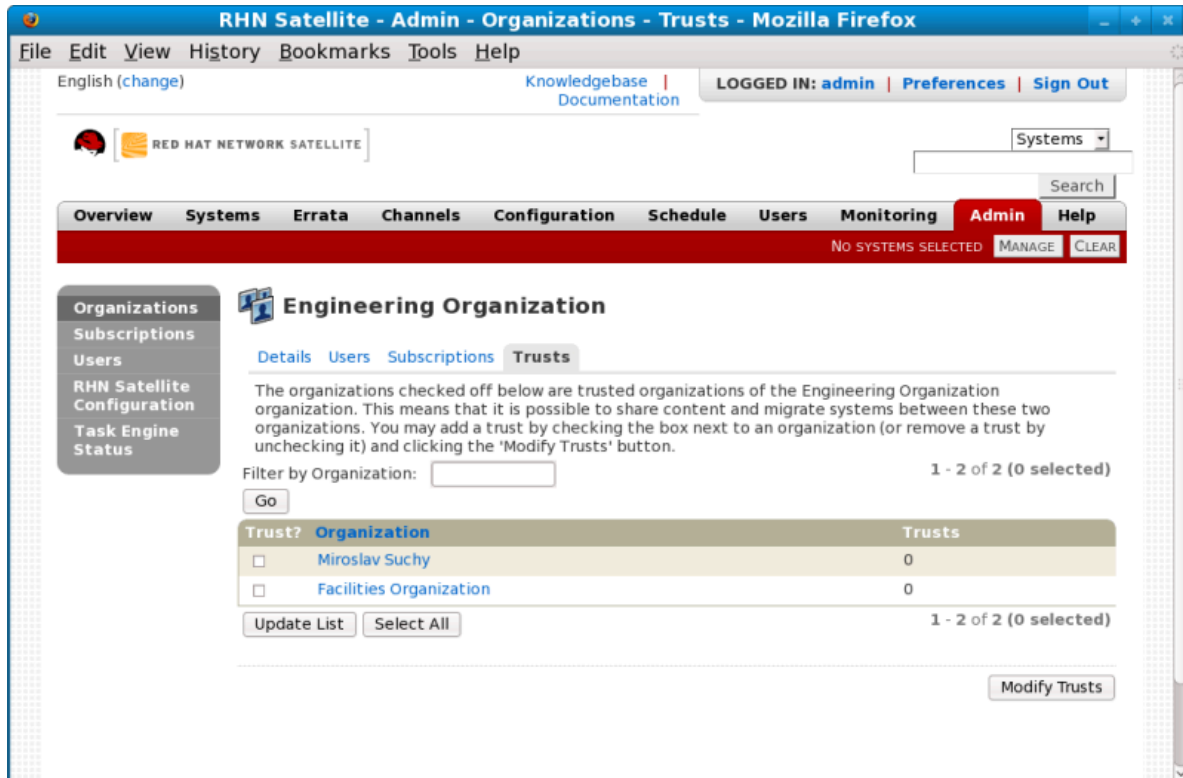 RHN Satellite - Admin - Organizations - Trusts - Mozilla Firefox
File Edit View History Bookmarks Tools Help
English (change)
Knowledgebase |
Documentation
LOGGED IN: admin | Preferences | Sign Out
RED HAT NETWORK SATELLITE
Systems
Search
Overview Systems Errata Channels Configuration Schedule Users Monitoring Admin Help
NO SYSTEMS SELECTED MANAGE CLEAR
Organizations
Subscriptions
Users
RHN Satellite
Configuration
Task Engine
Status
Engineering Organization
Details Users Subscriptions Trusts
The organizations checked off below are trusted organizations of the Engineering Organization
organization. This means that it is possible to share content and migrate systems between these two
organizations. You may add a trust by checking the box next to an organization (or remove a trust by
unchecking it) and clicking the 'Modify Trusts' button.
Filter by Organization:
1 - 2 of 2 (0 selected)
Go
Trust? Organization Trusts
Miroslav Suchy 0
Facilities Organization 0
Update List Select All
1 - 2 of 2 (0 selected)
Modify Trusts